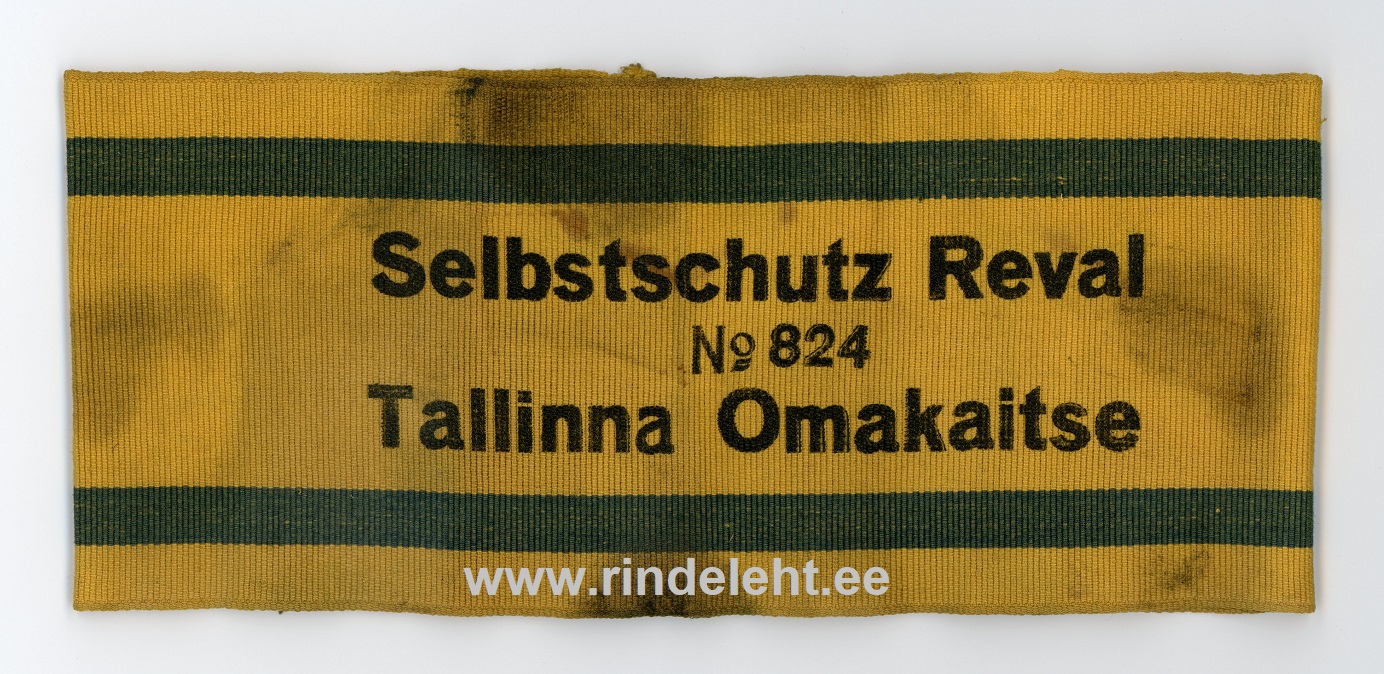 Selbstschutz Reval
№ 824
Tallinna Omakaitse
www.rindeleht.ee